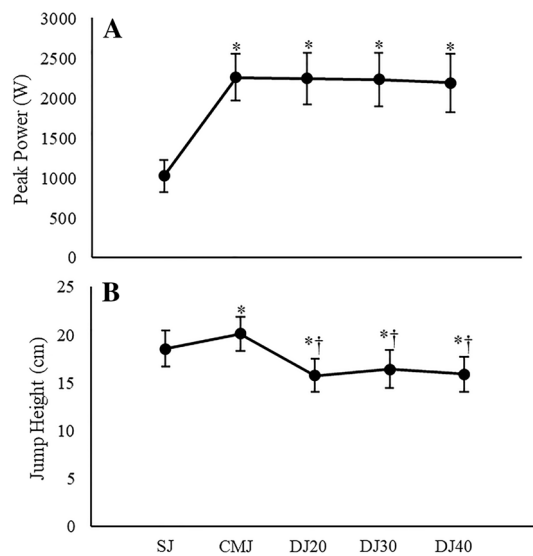 A
Peak Power (W)
3000
2500
2000
1500
1000
500
0
* * * *
B
Jump Height (cm)
25
20
15
10
5
0
* *† *† *†
SJ CMJ DJ20 DJ30 DJ40